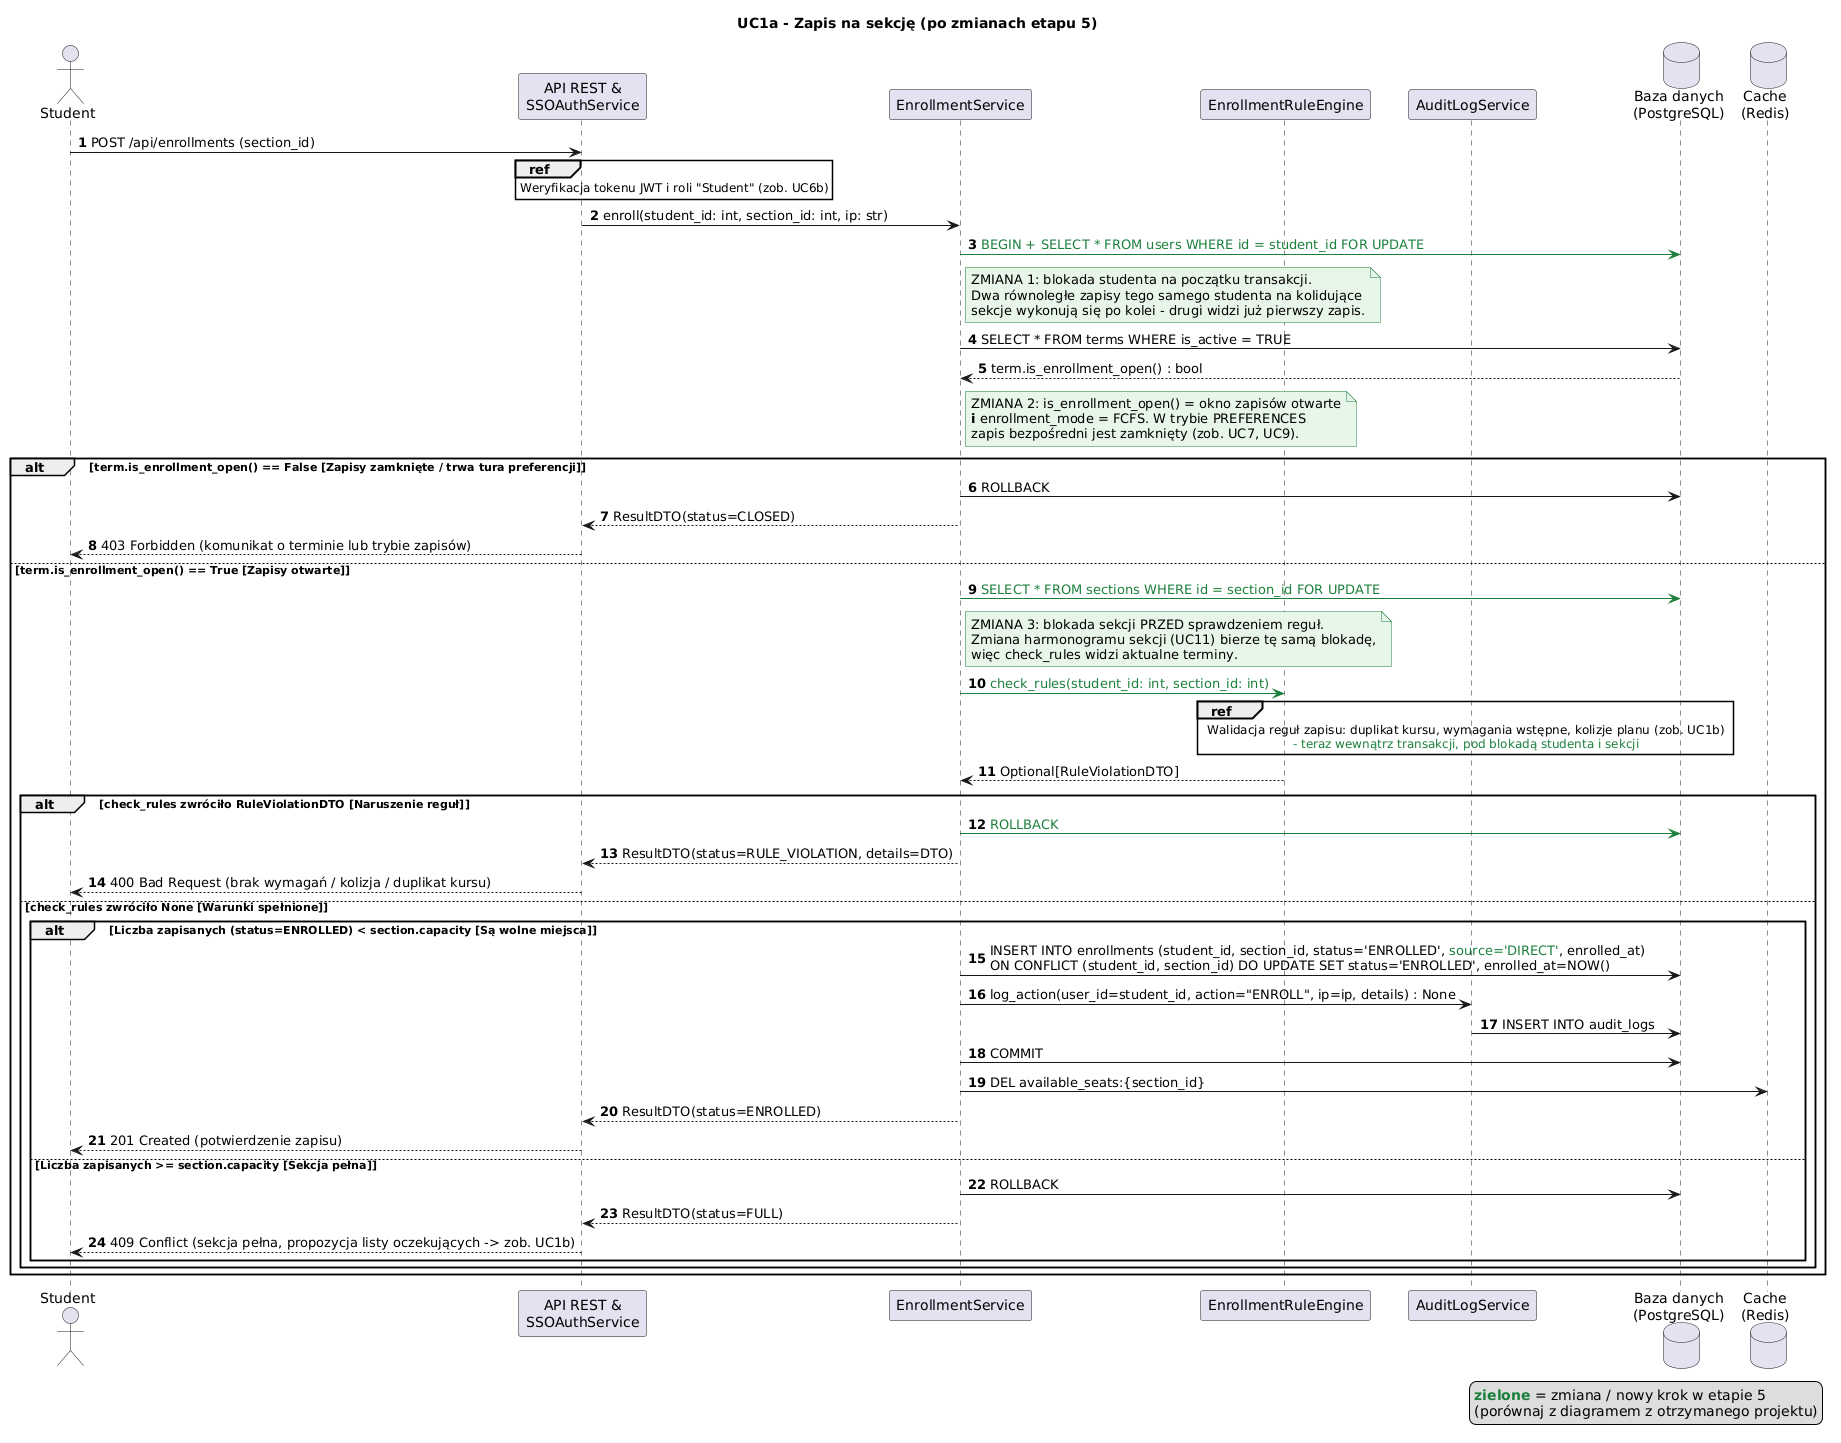 UC1a - Zapis na sekcję (po zmianach etapu 5)
Student
API REST &
SSOAuthService
EnrollmentService
EnrollmentRuleEngine
AuditLogService
Baza danych
(PostgreSQL)
Cache
(Redis)
1 POST /api/enrollments (section_id)
ref
Weryfikacja tokenu JWT i roli "Student" (zob. UC6b)
2 enroll(student_id: int, section_id: int, ip: str)
3 BEGIN + SELECT * FROM users WHERE id = student_id FOR UPDATE
ZMIANA 1: blokada studenta na początku transakcji.
Dwa równoległe zapisy tego samego studenta na kolidujące
sekcje wykonują się po kolei - drugi widzi już pierwszy zapis.
4 SELECT * FROM terms WHERE is_active = TRUE
5 term.is_enrollment_open() : bool
ZMIANA 2: is_enrollment_open() = okno zapisów otwarte
i enrollment_mode = FCFS. W trybie PREFERENCES
zapis bezpośredni jest zamknięty (zob. UC7, UC9).
alt [term.is_enrollment_open() == False [Zapisy zamknięte / trwa tura preferencji]]
6 ROLLBACK
7 ResultDTO(status=CLOSED)
8 403 Forbidden (komunikat o terminie lub trybie zapisów)
[term.is_enrollment_open() == True [Zapisy otwarte]]
9 SELECT * FROM sections WHERE id = section_id FOR UPDATE
ZMIANA 3: blokada sekcji PRZED sprawdzeniem reguł.
Zmiana harmonogramu sekcji (UC11) bierze tę samą blokadę,
więc check_rules widzi aktualne terminy.
10 check_rules(student_id: int, section_id: int)
ref
Walidacja reguł zapisu: duplikat kursu, wymagania wstępne, kolizje planu (zob. UC1b)
- teraz wewnątrz transakcji, pod blokadą studenta i sekcji
11 Optional[RuleViolationDTO]
alt [check_rules zwróciło RuleViolationDTO [Naruszenie reguł]]
12 ROLLBACK
13 ResultDTO(status=RULE_VIOLATION, details=DTO)
14 400 Bad Request (brak wymagań / kolizja / duplikat kursu)
[check_rules zwróciło None [Warunki spełnione]]
alt [Liczba zapisanych (status=ENROLLED) < section.capacity [Są wolne miejsca]]
15 INSERT INTO enrollments (student_id, section_id, status='ENROLLED', source='DIRECT', enrolled_at)
ON CONFLICT (student_id, section_id) DO UPDATE SET status='ENROLLED', enrolled_at=NOW()
16 log_action(user_id=student_id, action="ENROLL", ip=ip, details) : None
17 INSERT INTO audit_logs
18 COMMIT
19 DEL available_seats:{section_id}
20 ResultDTO(status=ENROLLED)
21 201 Created (potwierdzenie zapisu)
[Liczba zapisanych >= section.capacity [Sekcja pełna]]
22 ROLLBACK
23 ResultDTO(status=FULL)
24 409 Conflict (sekcja pełna, propozycja listy oczekujących -> zob. UC1b)
Student
API REST &
SSOAuthService
EnrollmentService
EnrollmentRuleEngine
AuditLogService
Baza danych
(PostgreSQL)
Cache
(Redis)
zielone = zmiana / nowy krok w etapie 5
(porównaj z diagramem z otrzymanego projektu)